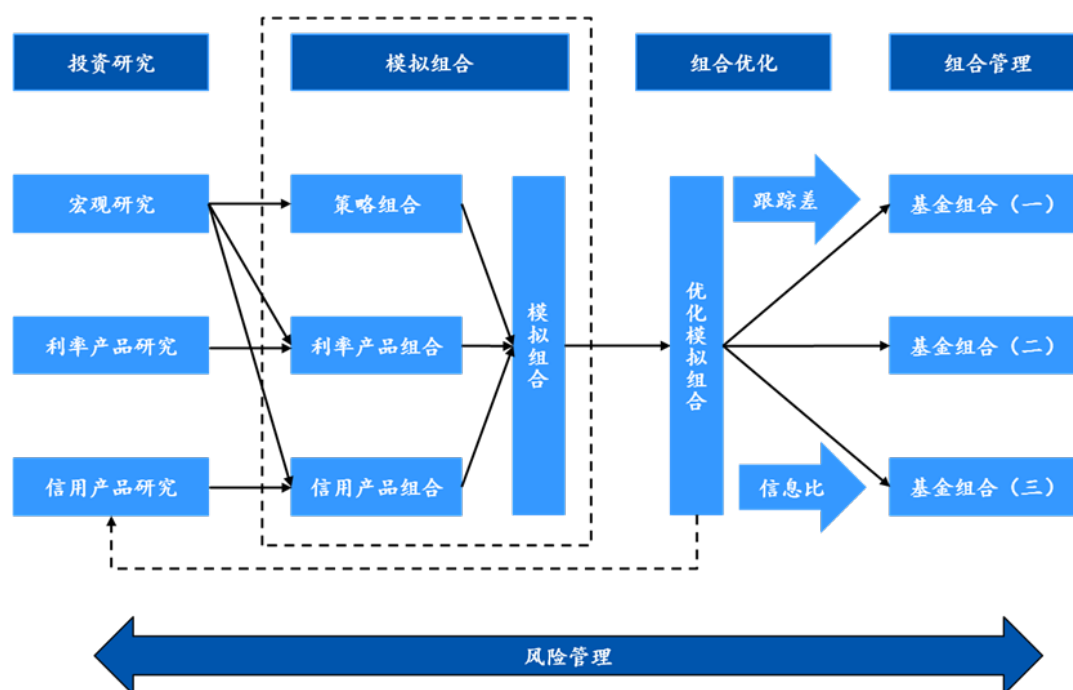 投资研究
模拟组合
组合优化
组合管理
宏观研究
策略组合
跟踪差
基金组合（一）
利率产品研究
利率产品组合
模拟组合
优化模拟组合
基金组合（二）
信用产品研究
信用产品组合
信息比
基金组合（三）
风险管理